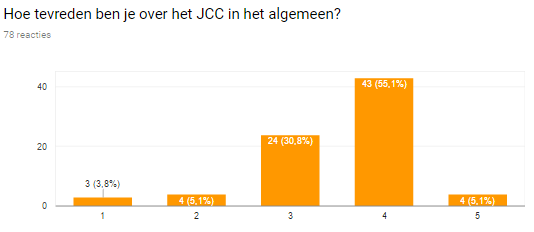 Hoe tevreden ben je over het JCC in het algemeen?
78 reacties
40
20
0
3 (3,8%)
4 (5,1%)
24 (30,8%)
43 (55,1%)
4 (5,1%)
1 2 3 4 5